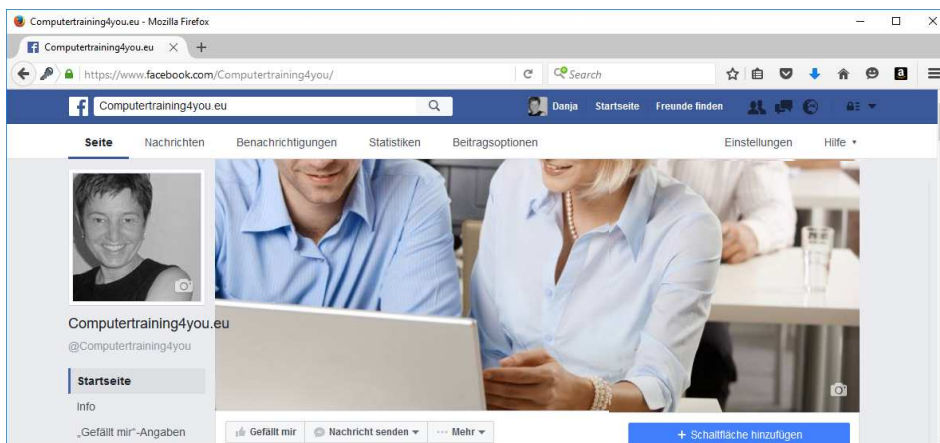 Computertraining4you.eu - Mozilla Firefox
Computertraining4you.eu
https://www.facebook.com/Computertraining4you/
Search
Computertraining4you.eu
Danja Startseite Freunde finden
Seite Nachrichten Benachrichtigungen Statistiken Beitragsoptionen Einstellungen Hilfe
Computertraining4you.eu
@Computertraining4you
Startseite
Info
„Gefällt mir“-Angaben
Gefällt mir Nachricht senden Mehr
+ Schaltfläche hinzufügen